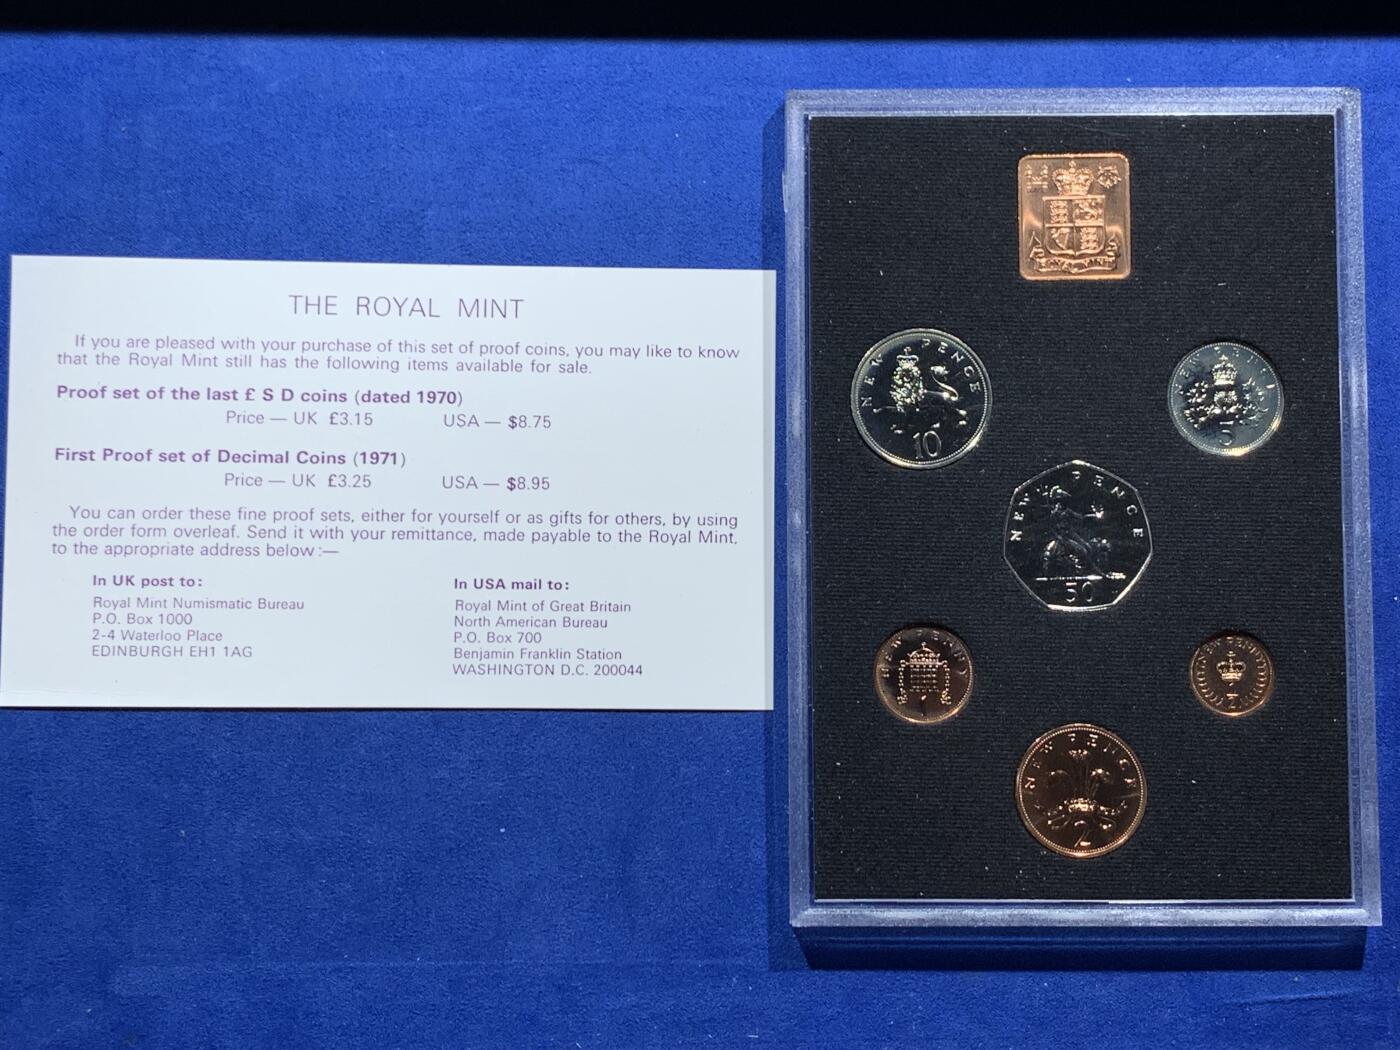 THE ROYAL MINT
If you are pleased with your purchase of this set of proof coins, you may like to know
that the Royal Mint still has the following items available for sale.
Proof set of the last £ S D coins (dated 1970)
Price — UK £3.15 USA — $8.75
First Proof set of Decimal Coins (1971)
Price — UK £3.25 USA — $8.95
You can order these fine proof sets, either for yourself or as gifts for others, by using
the order form overleaf. Send it with your remittance, made payable to the Royal Mint,
to the appropriate address below :—
In UK post to:
Royal Mint Numismatic Bureau
P.O. Box 1000
2-4 Waterloo Place
EDINBURGH EH1 1AG
In USA mail to:
Royal Mint of Great Britain
North American Bureau
P.O. Box 700
Benjamin Franklin Station
WASHINGTON D.C. 200044
ROYAL MINT
NEW PENCE
10
5
NEW PENCE
50
NEW PENNY
1
NEW PENNY
1/2
NEW PENCE
2